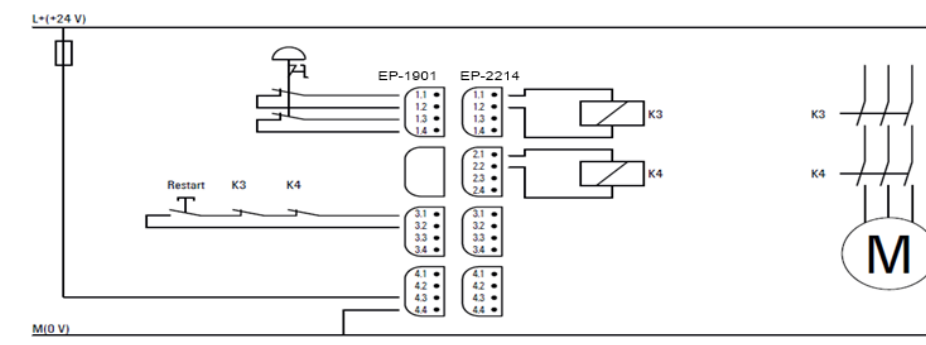 L+(+24 V)
EP-1901 EP-2214
1.1 1.1
1.2 1.2
1.3 1.3
1.4 1.4
K3
K3
2.1
2.2
2.3
2.4
K4
K4
Restart K3 K4
3.1 3.1
3.2 3.2
3.3 3.3
3.4 3.4
M
4.1 4.1
4.2 4.2
4.3 4.3
4.4 4.4
M(0 V)